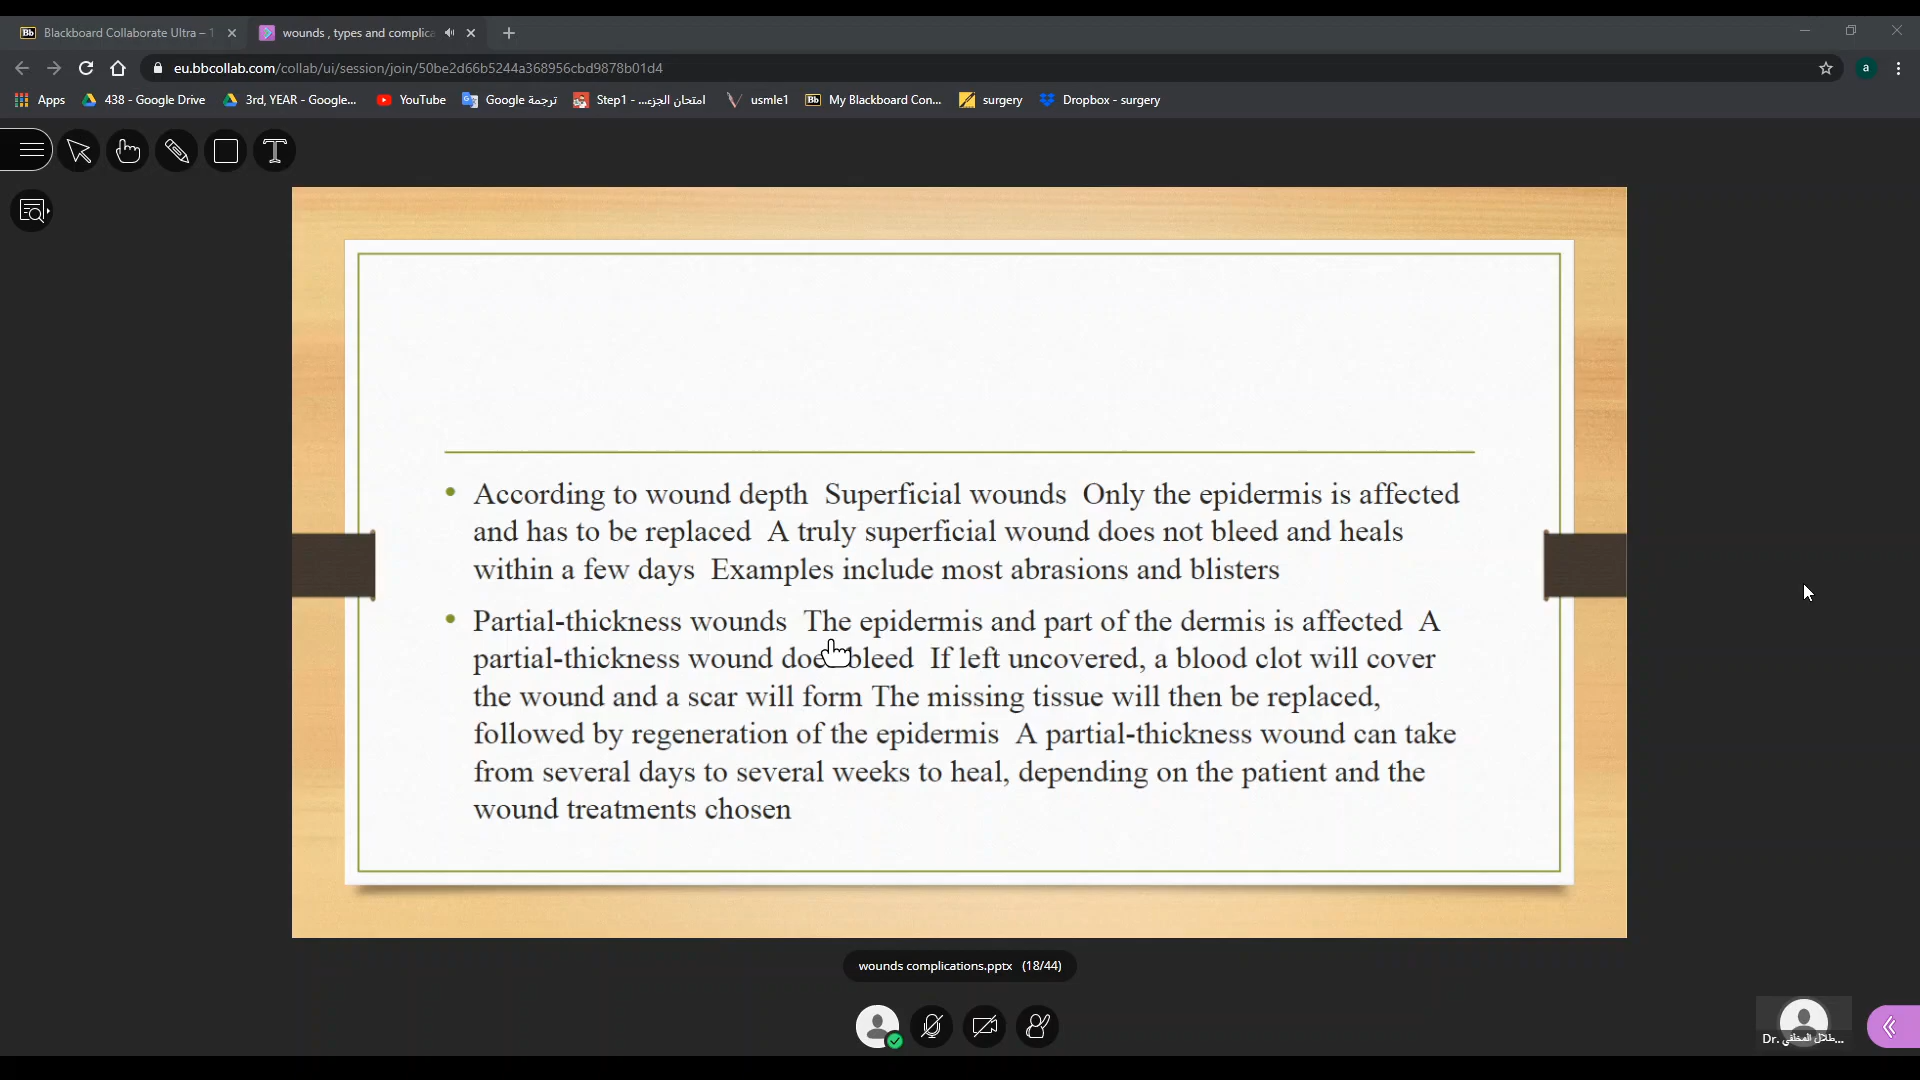 Blackboard Collaborate Ultra – 1
wounds , types and complica
eu.bbcollab.com/collab/ui/session/join/50be2d66b5244a368956cbd9878b01d4
a
Apps
438 - Google Drive
3rd, YEAR - Google...
YouTube
Google ترجمة
Step1 - ...امتحان الجزء
usmle1
My Blackboard Con...
surgery
Dropbox - surgery
• According to wound depth Superficial wounds Only the epidermis is affected
and has to be replaced A truly superficial wound does not bleed and heals
within a few days Examples include most abrasions and blisters
• Partial-thickness wounds The epidermis and part of the dermis is affected A
partial-thickness wound does bleed If left uncovered, a blood clot will cover
the wound and a scar will form The missing tissue will then be replaced,
followed by regeneration of the epidermis A partial-thickness wound can take
from several days to several weeks to heal, depending on the patient and the
wound treatments chosen
wounds complications.pptx (18/44)
Dr. طلال